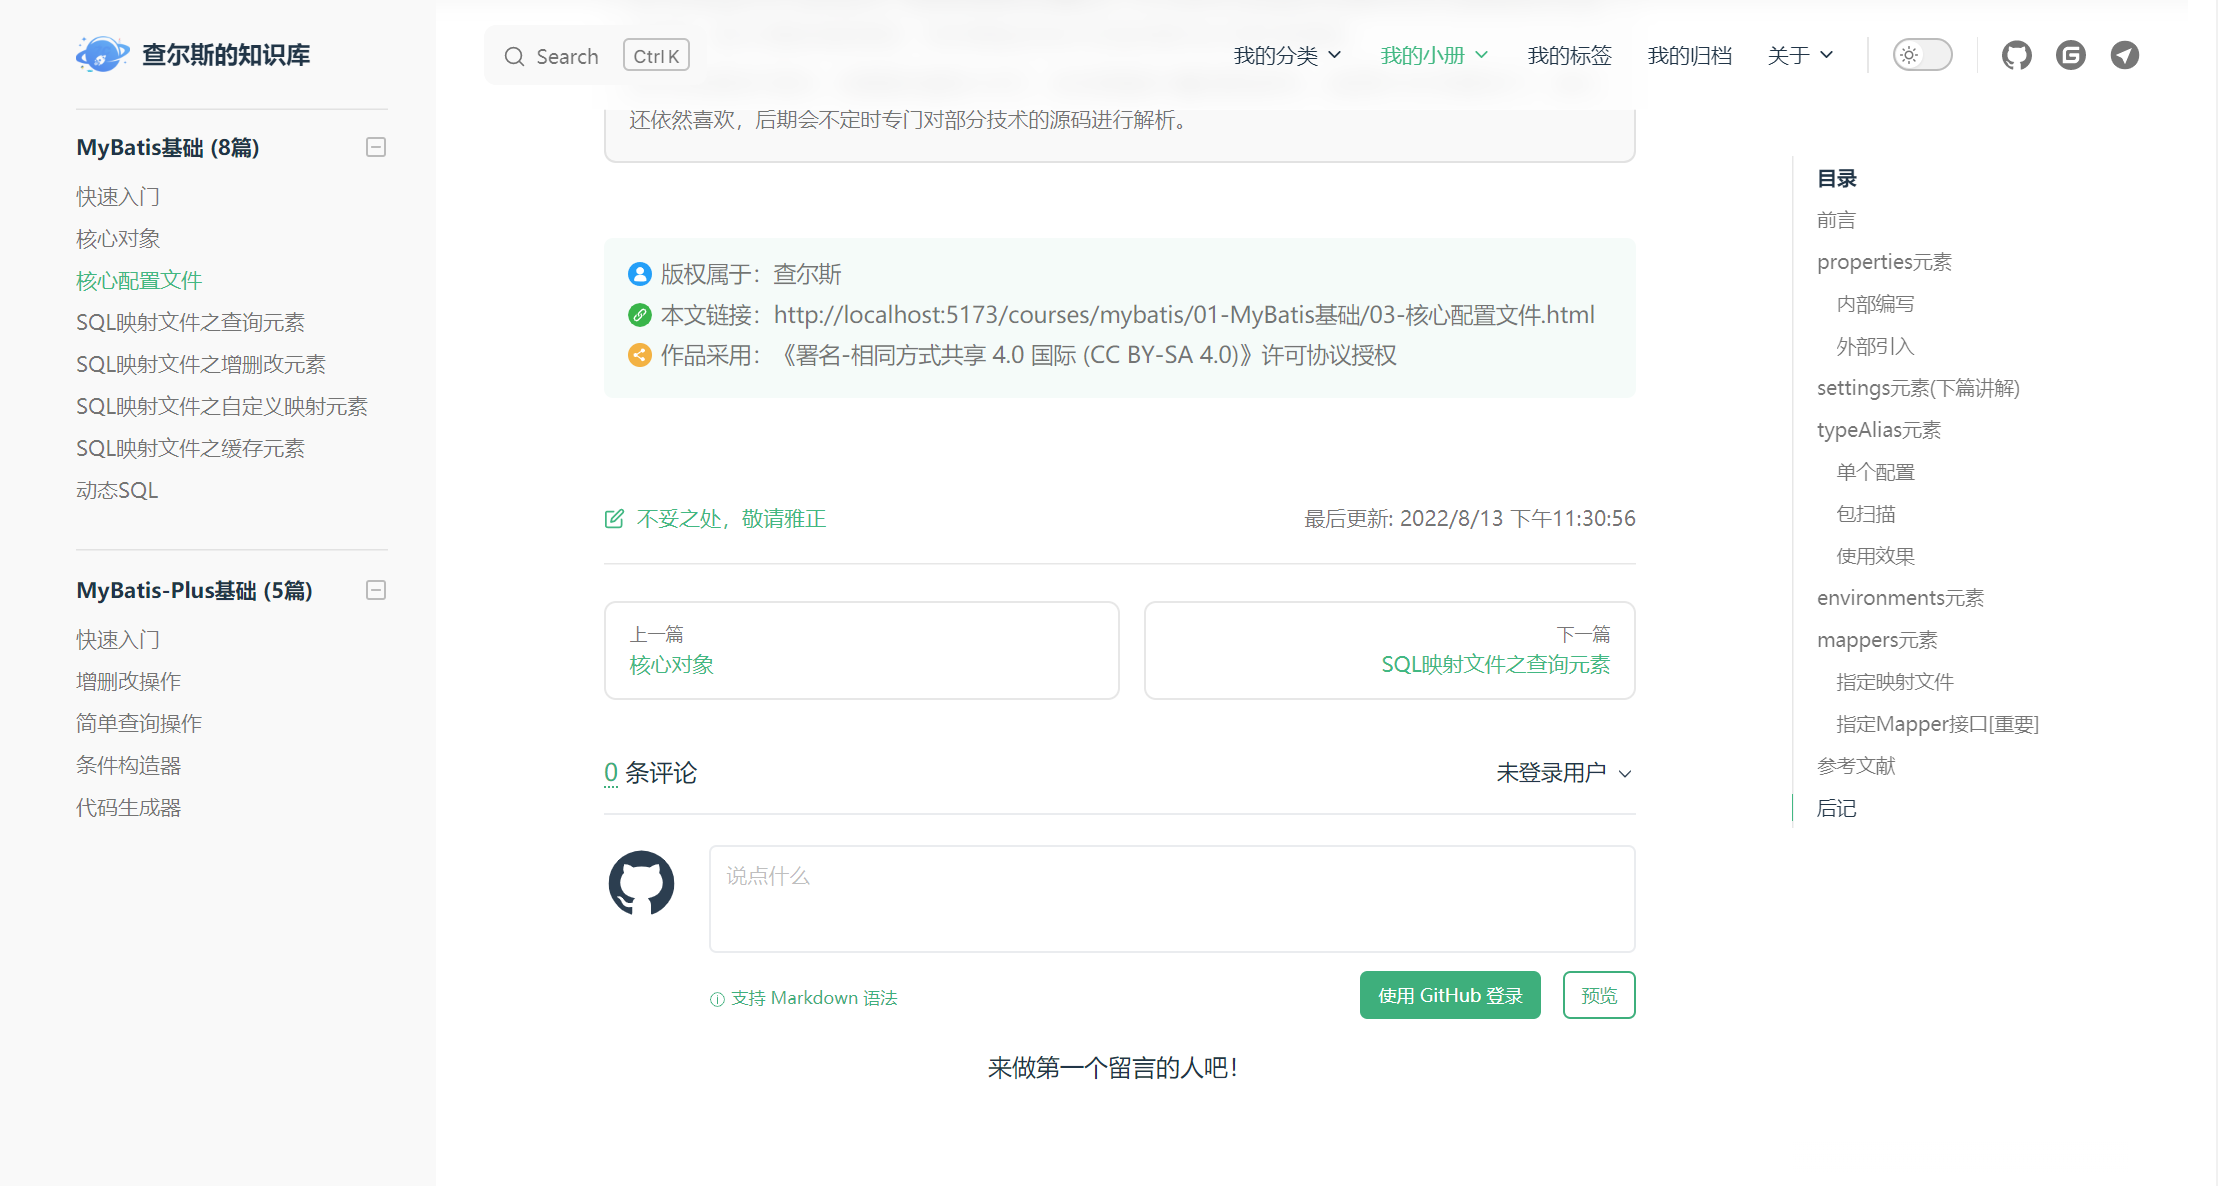 查尔斯的知识库
Search
Ctrl K
我的分类
我的小册
我的标签
我的归档
关于
MyBatis基础 (8篇)
快速入门
核心对象
核心配置文件
SQL映射文件之查询元素
SQL映射文件之增删改元素
SQL映射文件之自定义映射元素
SQL映射文件之缓存元素
动态SQL
MyBatis-Plus基础 (5篇)
快速入门
增删改操作
简单查询操作
条件构造器
代码生成器
还依然喜欢，后期会不定时专门对部分技术的源码进行解析。
版权属于：查尔斯
本文链接：http://localhost:5173/courses/mybatis/01-MyBatis基础/03-核心配置文件.html
作品采用：《署名-相同方式共享 4.0 国际 (CC BY-SA 4.0)》许可协议授权
不妥之处，敬请雅正
最后更新: 2022/8/13 下午11:30:56
上一篇
核心对象
下一篇
SQL映射文件之查询元素
0 条评论
未登录用户
说点什么
支持 Markdown 语法
使用 GitHub 登录
预览
来做第一个留言的人吧！
目录
前言
properties元素
内部编写
外部引入
settings元素(下篇讲解)
typeAlias元素
单个配置
包扫描
使用效果
environments元素
mappers元素
指定映射文件
指定Mapper接口[重要]
参考文献
后记